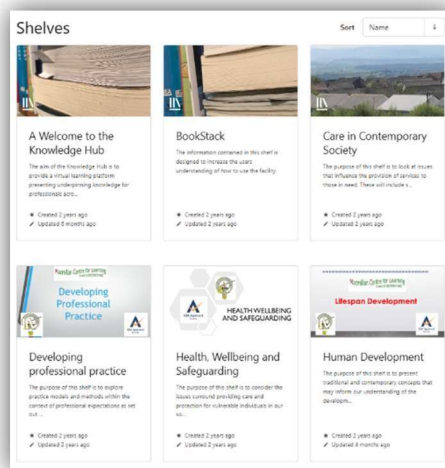 Shelves
Sort Name
A Welcome to the
Knowledge Hub
The aim of the Knowledge Hub is to
provide a virtual learning platform
presenting underpinning knowledge for
professionals acro...
Created 2 years ago
Updated 6 months ago
BookStack
The information contained in this shelf is
designed to increase the users
understanding of how to use the facility.
Created 2 years ago
Updated 2 years ago
Care in Contemporary
Society
The purpose of this shelf is to look at issues
that influence the provision of services to
those in need. These will include s...
Created 2 years ago
Updated 2 years ago
Macmillan Centre for Learning
Developing
Professional
Practice
Developing
professional practice
The purpose of this shelf is to explore
practice models and methods within the
context of professional expectations as set
out ...
Created 2 years ago
Updated 2 years ago
HEALTH WELLBEING
AND SAFEGUARDING
Health, Wellbeing and
Safeguarding
The purpose of this shelf is to consider the
issues surround providing care and
protection for vulnerable individuals in our
so...
Created 2 years ago
Updated 2 years ago
Macmillan Centre for Learning
Lifespan Development
Human Development
The purpose of this shelf is to present
traditional and contemporary concepts that
may inform our understanding of the
developm...
Created 2 years ago
Updated 4 months ago